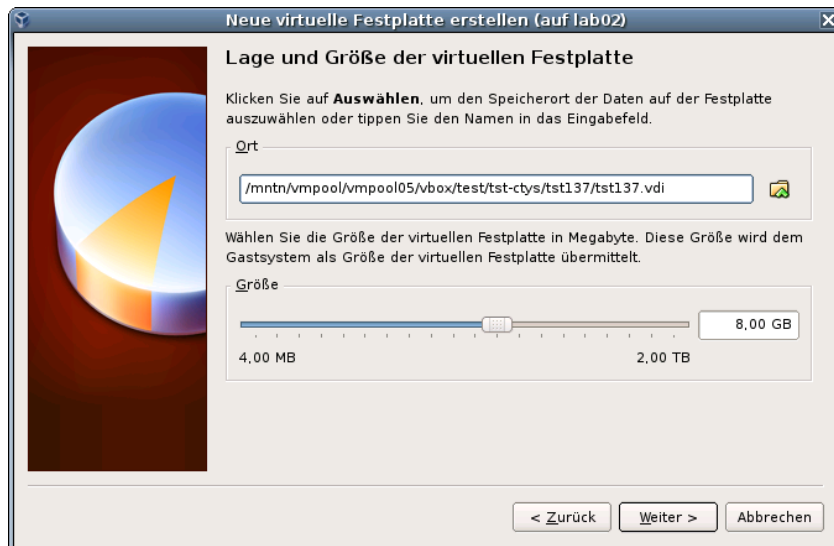 Neue virtuelle Festplatte erstellen (auf lab02)
Lage und Größe der virtuellen Festplatte
Klicken Sie auf Auswählen, um den Speicherort der Daten auf der Festplatte
auszuwählen oder tippen Sie den Namen in das Eingabefeld.
Ort
/mntn/vmpool/vmpool05/vbox/test/tst-ctys/tst137/tst137.vdi
Wählen Sie die Größe der virtuellen Festplatte in Megabyte. Diese Größe wird dem
Gastsystem als Größe der virtuellen Festplatte übermittelt.
Größe
8,00 GB
4,00 MB 2,00 TB
< Zurück Weiter > Abbrechen